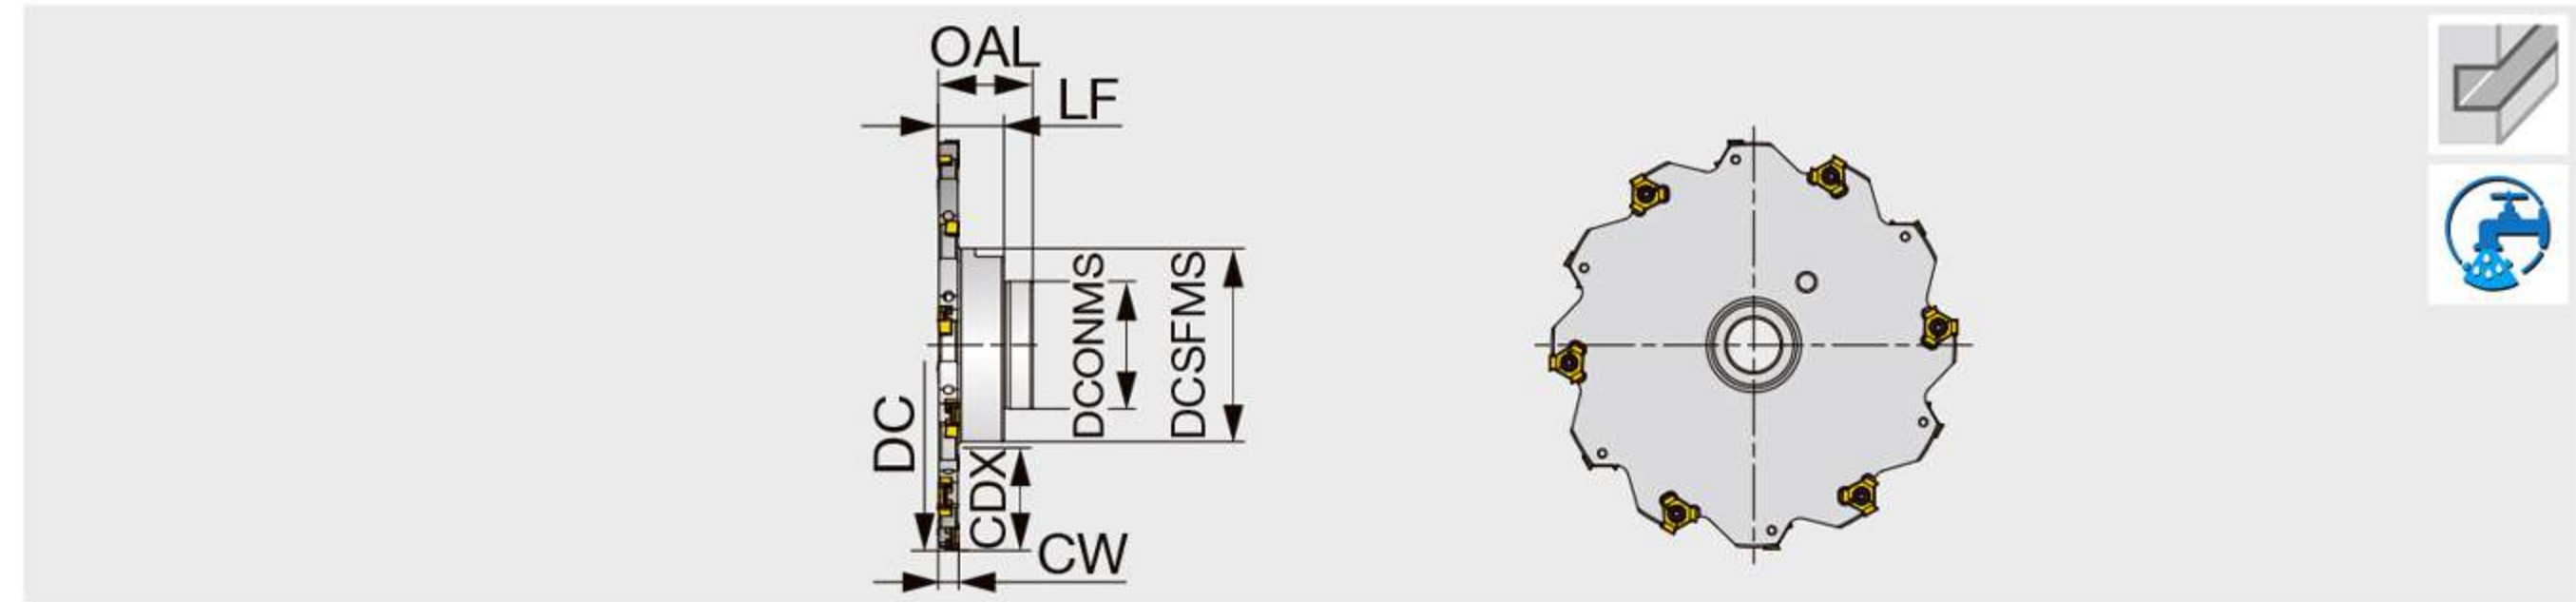 OAL
LF
DCONMS
DCSFMS
DC
CDX
CW